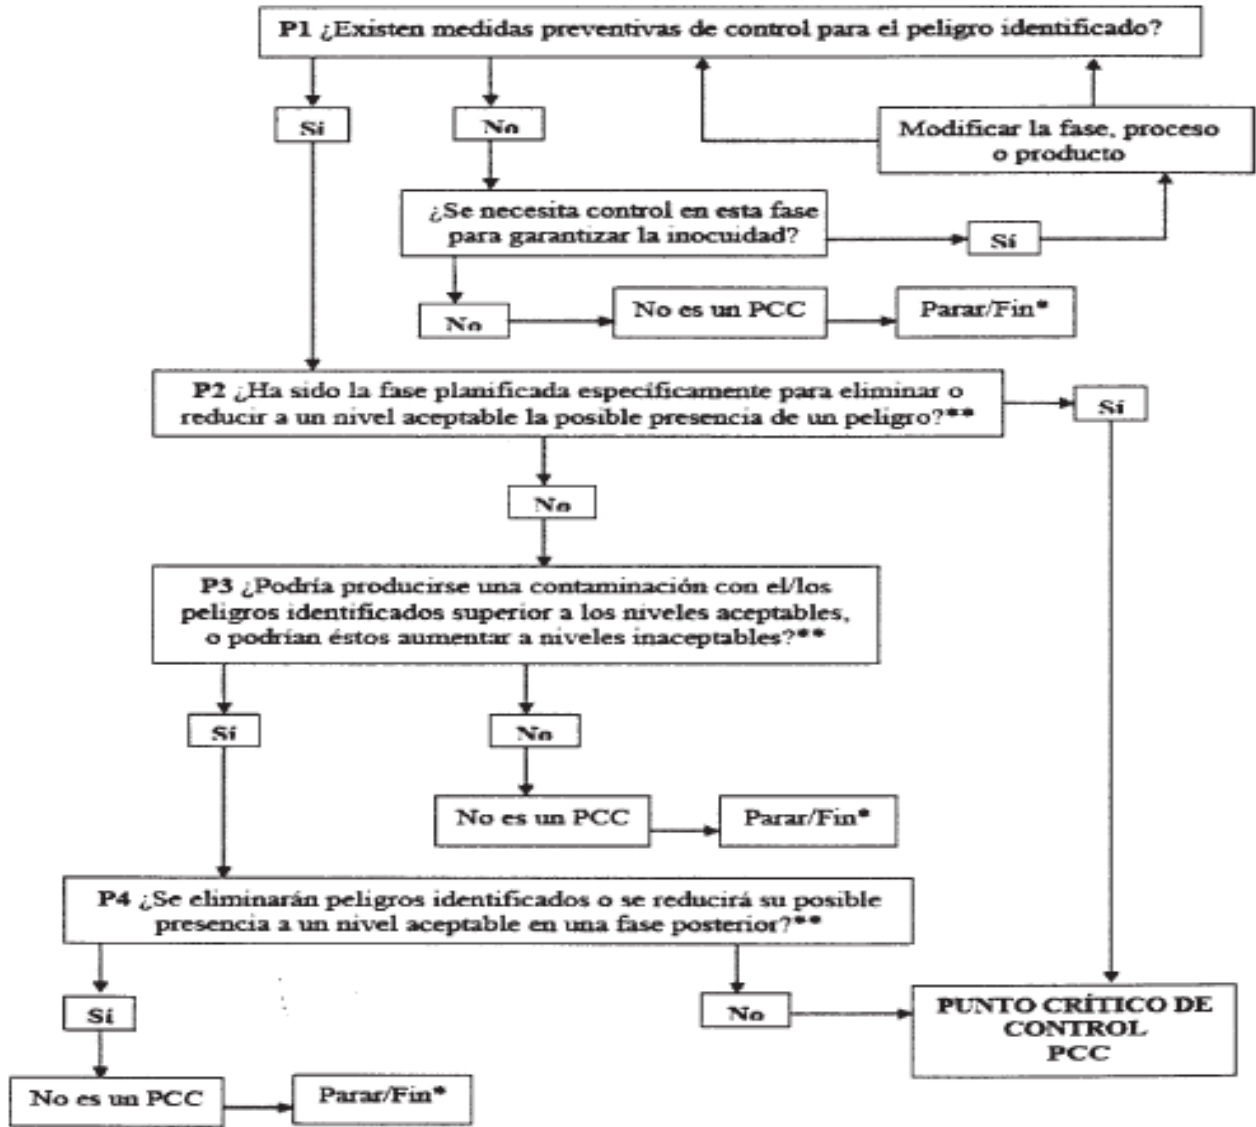 P1 ¿Existen medidas preventivas de control para el peligro identificado?
Sí
No
Modificar la fase, proceso
o producto
¿Se necesita control en esta fase
para garantizar la inocuidad?
Sí
No
No es un PCC
Parar/Fin*
P2 ¿Ha sido la fase planificada específicamente para eliminar o
reducir a un nivel aceptable la posible presencia de un peligro?**
Sí
No
P3 ¿Podría producirse una contaminación con el/los
peligros identificados superior a los niveles aceptables,
o podrían éstos aumentar a niveles inaceptables?**
Sí
No
No es un PCC
Parar/Fin*
P4 ¿Se eliminarán peligros identificados o se reducirá su posible
presencia a un nivel aceptable en una fase posterior?**
Sí
No
PUNTO CRÍTICO DE
CONTROL
PCC
No es un PCC
Parar/Fin*